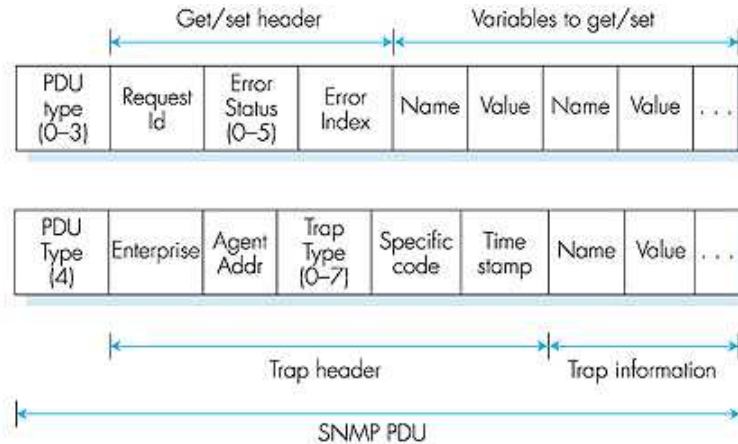 Get/set header Variables to get/set
PDU type (0–3) Request Id Error Status (0–5) Error Index Name Value Name Value . . .
PDU Type (4) Enterprise Agent Addr Trap Type (0–7) Specific code Time stamp Name Value . . .
Trap header Trap information
SNMP PDU